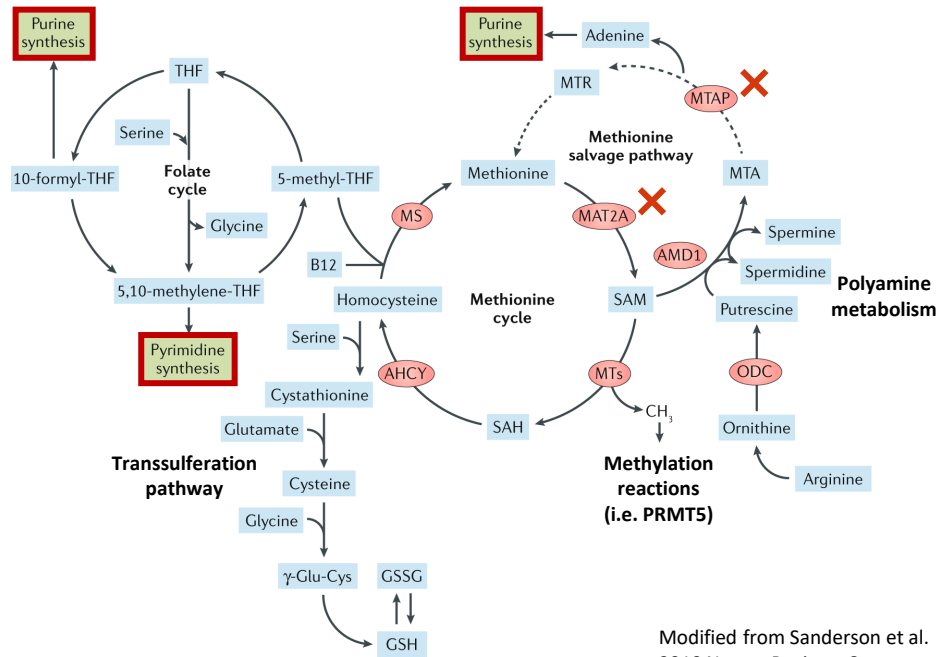 Purine
synthesis
THF
Serine
10-formyl-THF
Folate
cycle
5-methyl-THF
Glycine
5,10-methylene-THF
Pyrimidine
synthesis
Purine
synthesis
Adenine
MTR
MTAP
Methionine
salvage pathway
Methionine
MTA
MS
MAT2A
B12
AMD1
Spermine
Spermidine
Homocysteine
Methionine
cycle
SAM
Putrescine
Polyamine
metabolism
Serine
AHCY
MTs
ODC
Cystathionine
CH₃
SAH
Ornithine
Glutamate
Transsulferation
pathway
Methylation
reactions
(i.e. PRMT5)
Arginine
Cysteine
Glycine
γ-Glu-Cys
GSSG
GSH
Modified from Sanderson et al.